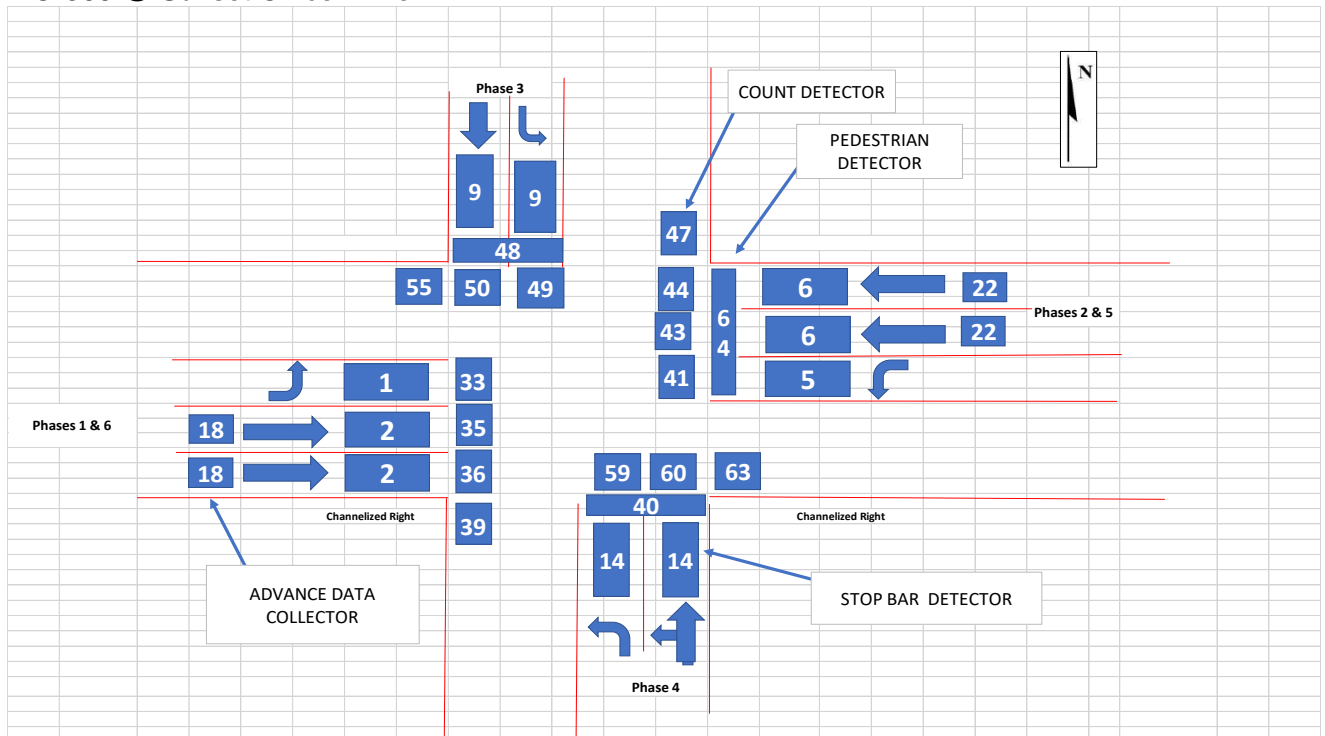 Phase 3
N
COUNT DETECTOR
PEDESTRIAN
DETECTOR
9
9
47
48
55
50
49
44
6
22
Phases 2 & 5
6
4
43
6
22
41
5
1
33
Phases 1 & 6
18
2
35
18
2
36
59
60
63
40
Channelized Right
39
Channelized Right
14
14
ADVANCE DATA
COLLECTOR
STOP BAR DETECTOR
Phase 4